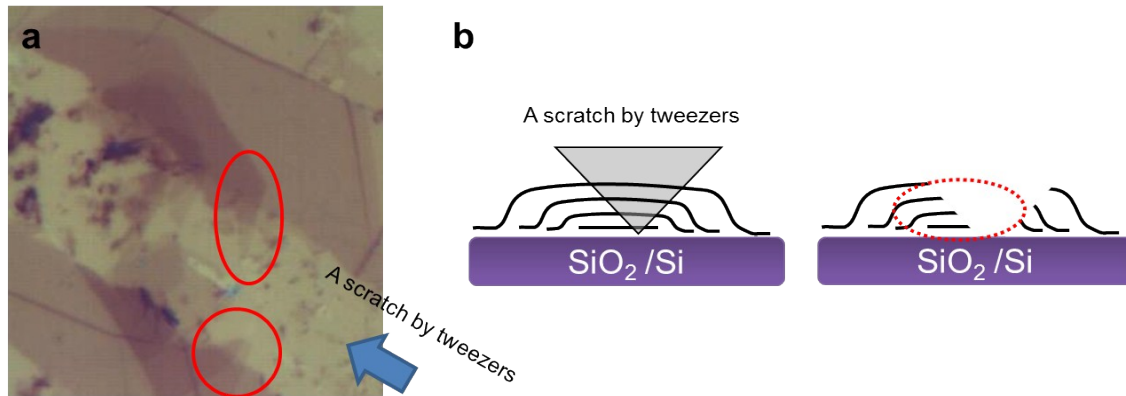 a
A scratch by tweezers
b
A scratch by tweezers
SiO₂ /Si
SiO₂ /Si